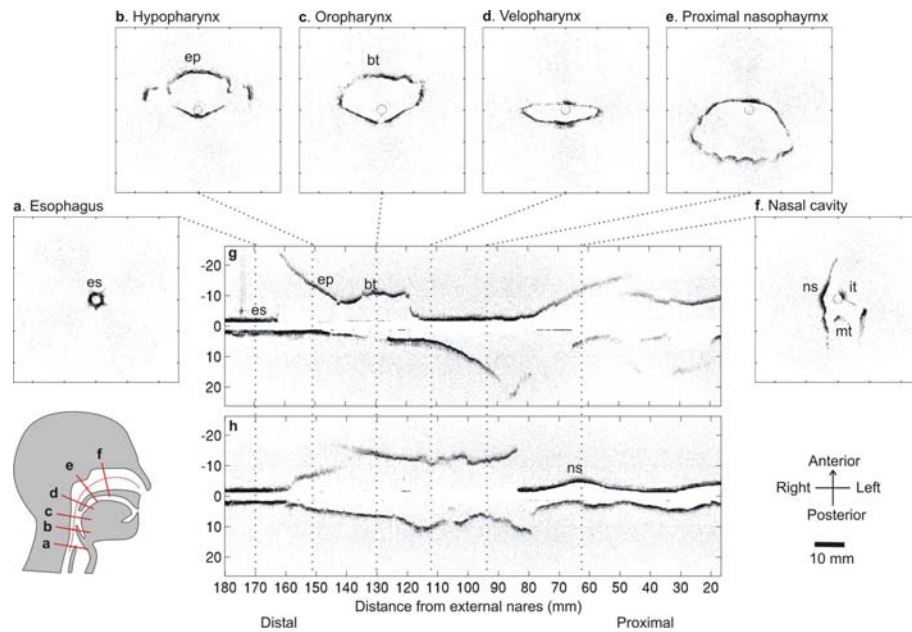 b. Hypopharynx
c. Oropharynx
d. Velopharynx
e. Proximal nasophayrnx
ep
bt
a. Esophagus
f. Nasal cavity
es
ns
it
mt
g
-20
-10
0
10
20
es
ep
bt
h
-20
-10
0
10
20
ns
180 170 160 150 140 130 120 110 100 90 80 70 60 50 40 30 20
Distance from external nares (mm)
Distal
Proximal
f
e
d
c
b
a
Anterior
Right
Left
Posterior
10 mm